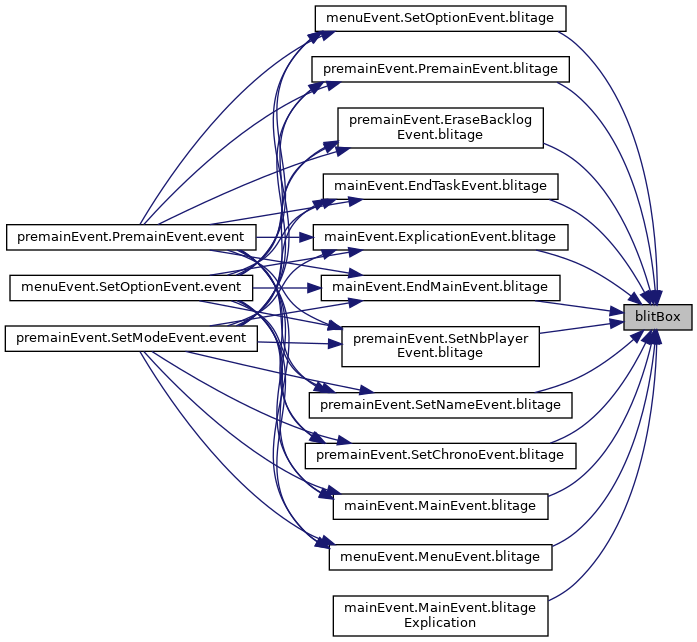 menuEvent.SetOptionEvent.blitage
premainEvent.PremainEvent.blitage
premainEvent.EraseBacklog
Event.blitage
mainEvent.EndTaskEvent.blitage
premainEvent.PremainEvent.event
mainEvent.ExplicationEvent.blitage
menuEvent.SetOptionEvent.event
mainEvent.EndMainEvent.blitage
blitBox
premainEvent.SetModeEvent.event
premainEvent.SetNbplayer
Event.blitage
premainEvent.SetNameEvent.blitage
premainEvent.SetChronoEvent.blitage
mainEvent.MainEvent.blitage
menuEvent.MenuEvent.blitage
mainEvent.MainEvent.blitage
Explication